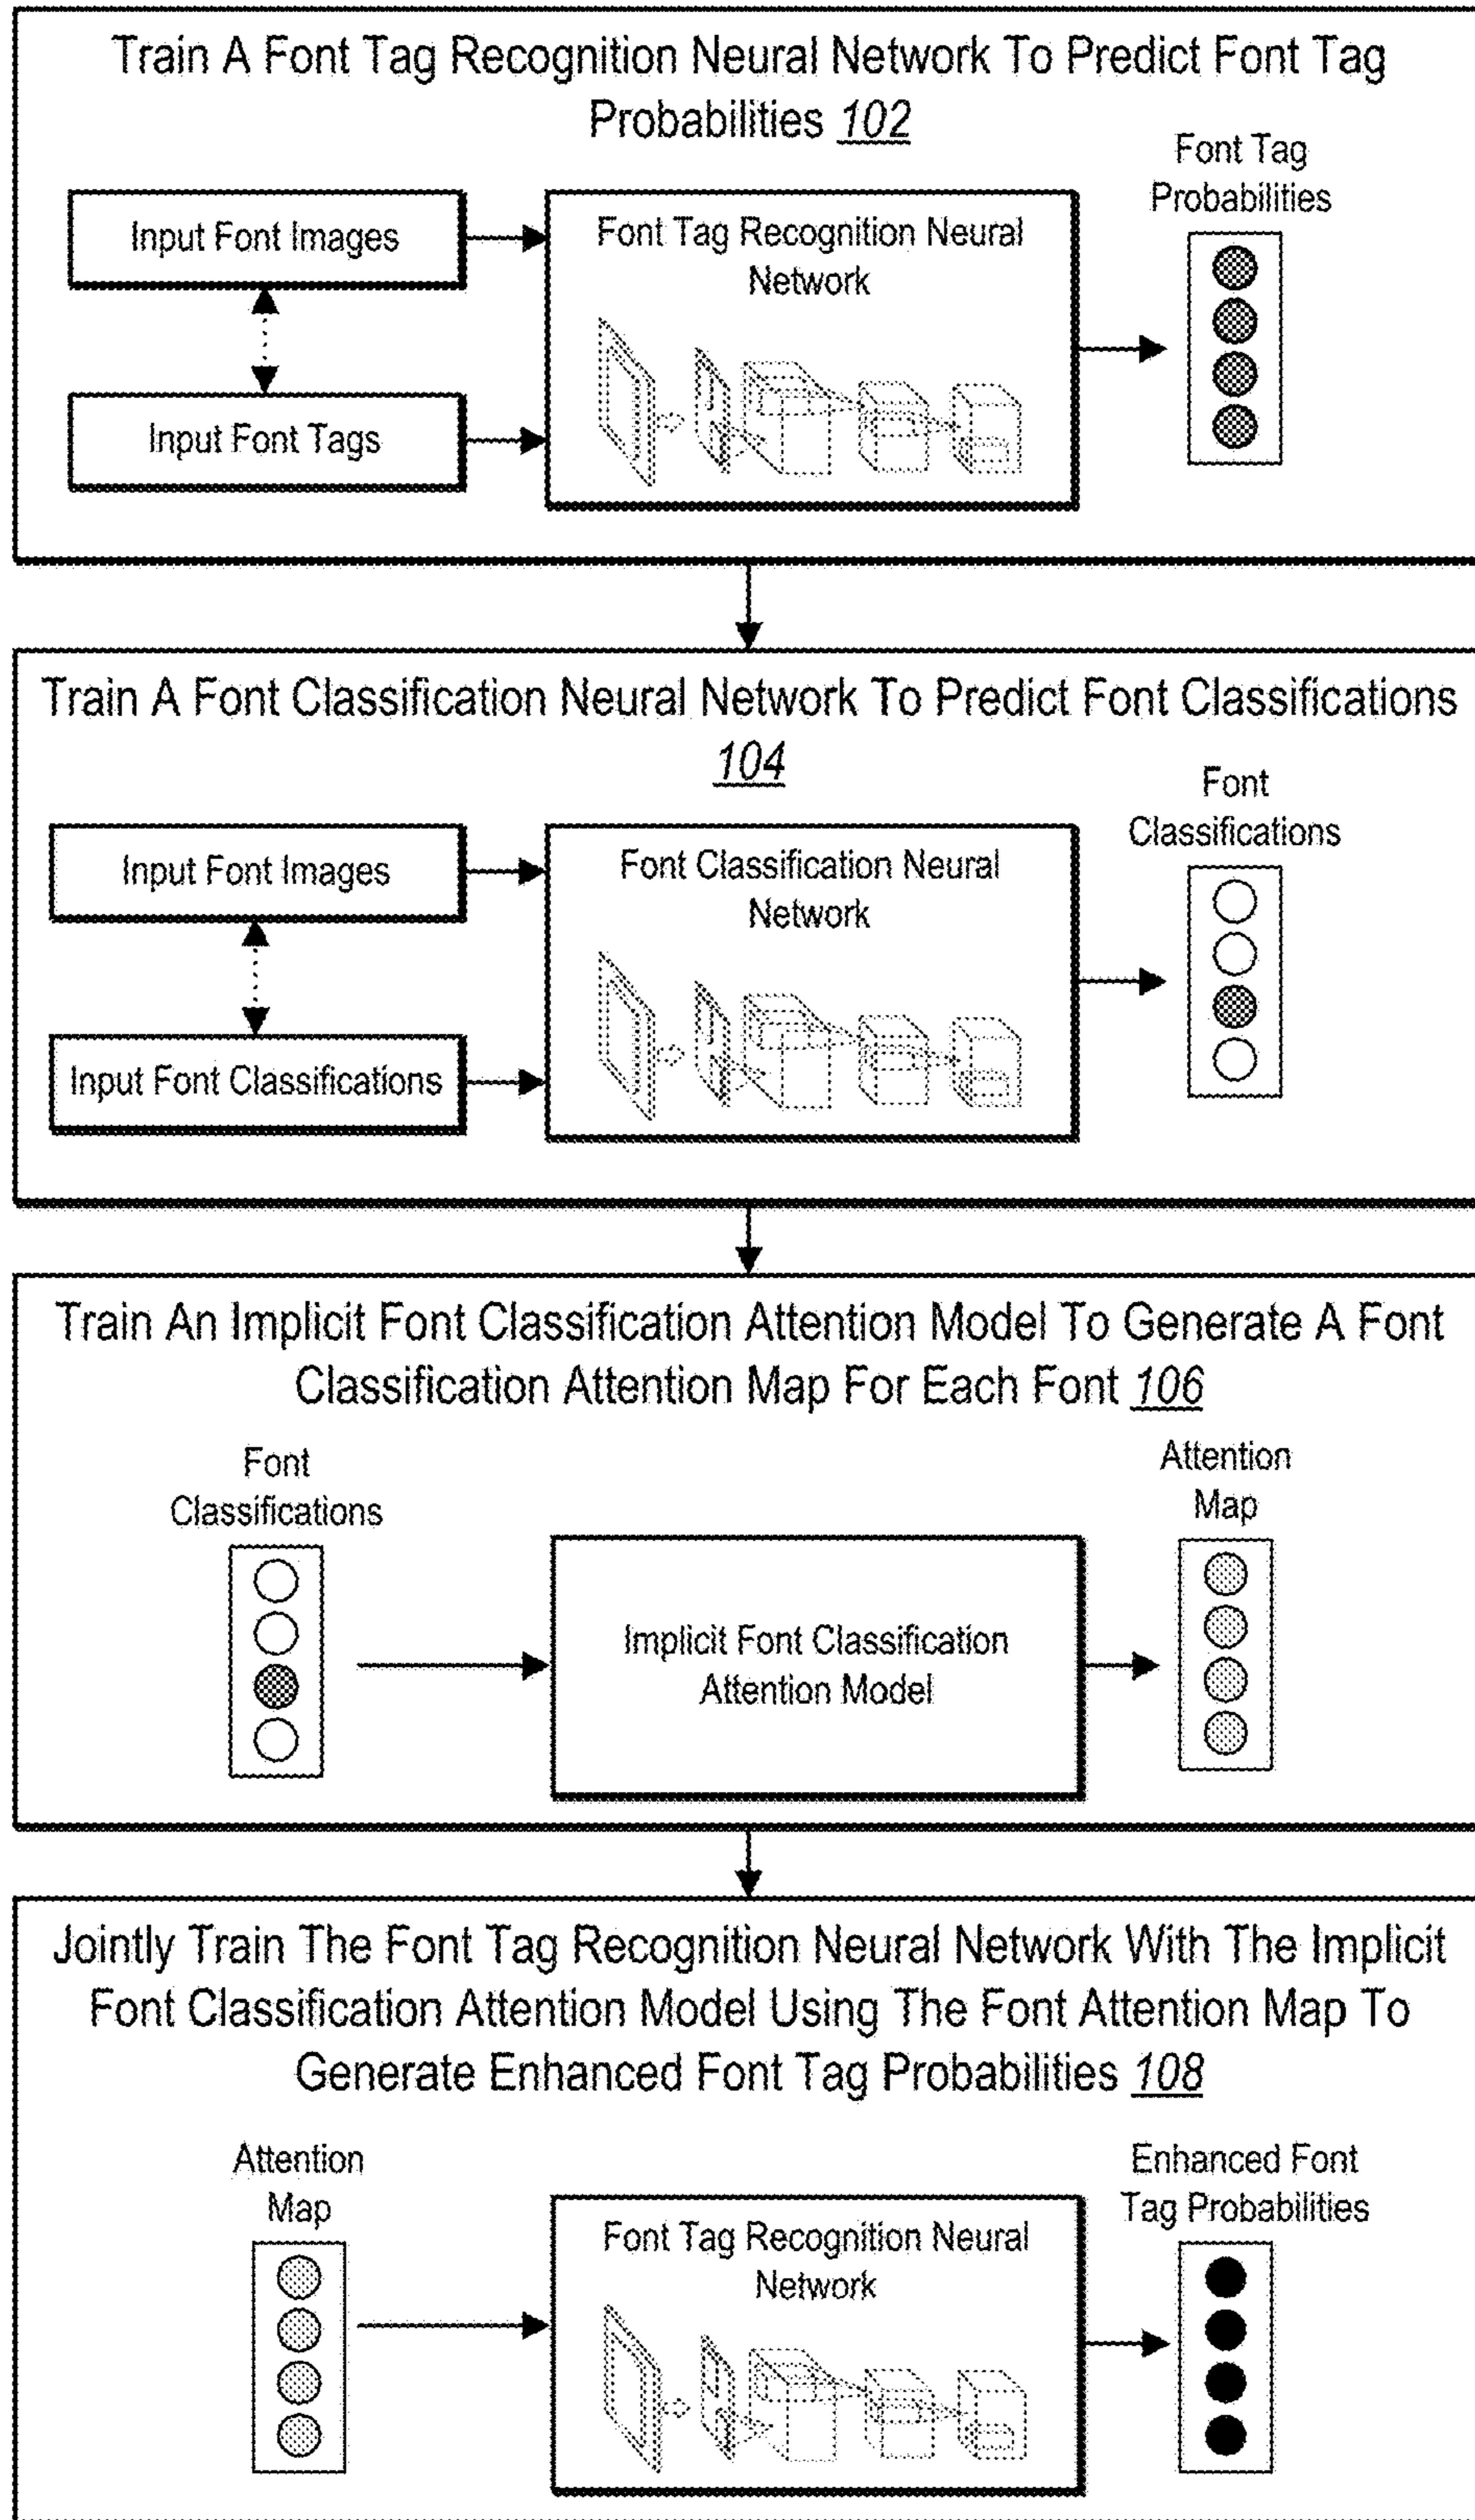 Train A Font Tag Recognition Neural Network To Predict Font Tag
Probabilities 102
Font Tag
Probabilities
Input Font Images
Font Tag Recognition Neural
Network
Input Font Tags
Train A Font Classification Neural Network To Predict Font Classifications
104
Font
Classifications
Input Font Images
Font Classification Neural
Network
Input Font Classifications
Train An Implicit Font Classification Attention Model To Generate A Font
Classification Attention Map For Each Font 106
Font
Classifications
Attention
Map
Implicit Font Classification
Attention Model
Jointly Train The Font Tag Recognition Neural Network With The Implicit
Font Classification Attention Model Using The Font Attention Map To
Generate Enhanced Font Tag Probabilities 108
Attention
Map
Enhanced Font
Tag Probabilities
Font Tag Recognition Neural
Network